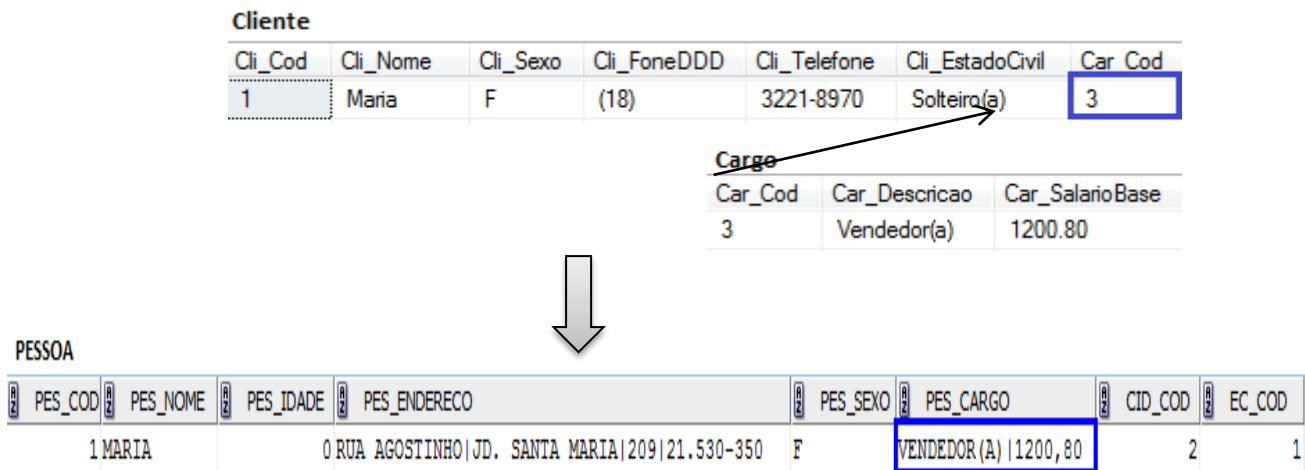 Cliente
Cli_Cod Cli_Nome Cli_Sexo Cli_FoneDDD Cli_Telefone Cli_EstadoCivil Car_Cod
1 Maria F (18) 3221-8970 Solteiro(a) 3
Cargo
Car_Cod Car_Descricao Car_SalarioBase
3 Vendedor(a) 1200.80
PESSOA
PES_COD PES_NOME PES_IDADE PES_ENDERECO PES_SEXO PES_CARGO CID_COD EC_COD
1 MARIA 0 RUA AGOSTINHO|JD. SANTA MARIA|209|21.530-350 F VENDEDOR(A)|1200,80 2 1